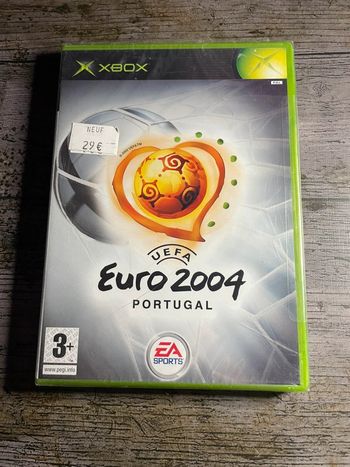 XBOX
NEUF
29€
UEFA
EURO 2004
PORTUGAL
3+
www.pegi.info
EA
SPORTS